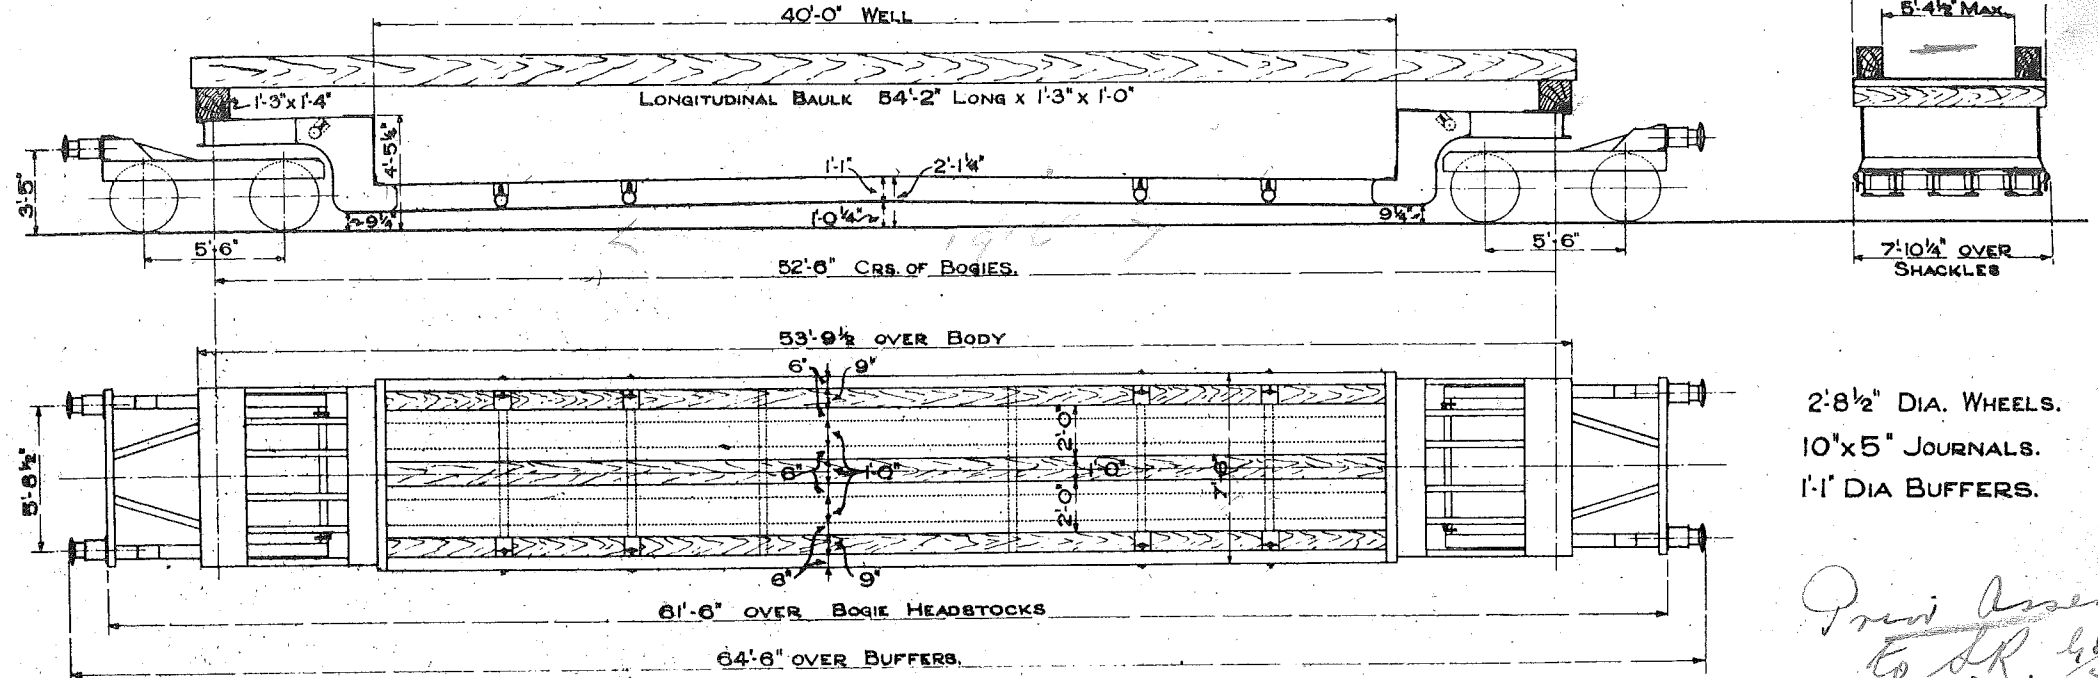 40'-0" WELL
5'-4½" MAX.
1'-3" x 1'-4"
LONGITUDINAL BAULK 54'-2" LONG x 1'-3" x 1'-0"
4'-5½"
3'-5"
1'-1"
2'-1¼"
9¼"
1'-0¼"
9¼"
5'-6"
5'-6"
52'-6" CRS. OF BOGIES.
7'-10¼" OVER
SHACKLES
53'-9½ OVER BODY
6"
9"
2'-0"
5'-8½"
6"
1'-0"
1'-0"
7'-6"
2'-0"
6"
9"
61'-6" OVER BOGIE HEADSTOCKS
64'-6" OVER BUFFERS.
2'-8½" DIA. WHEELS.
10" x 5" JOURNALS.
1'-1" DIA BUFFERS.
to SR